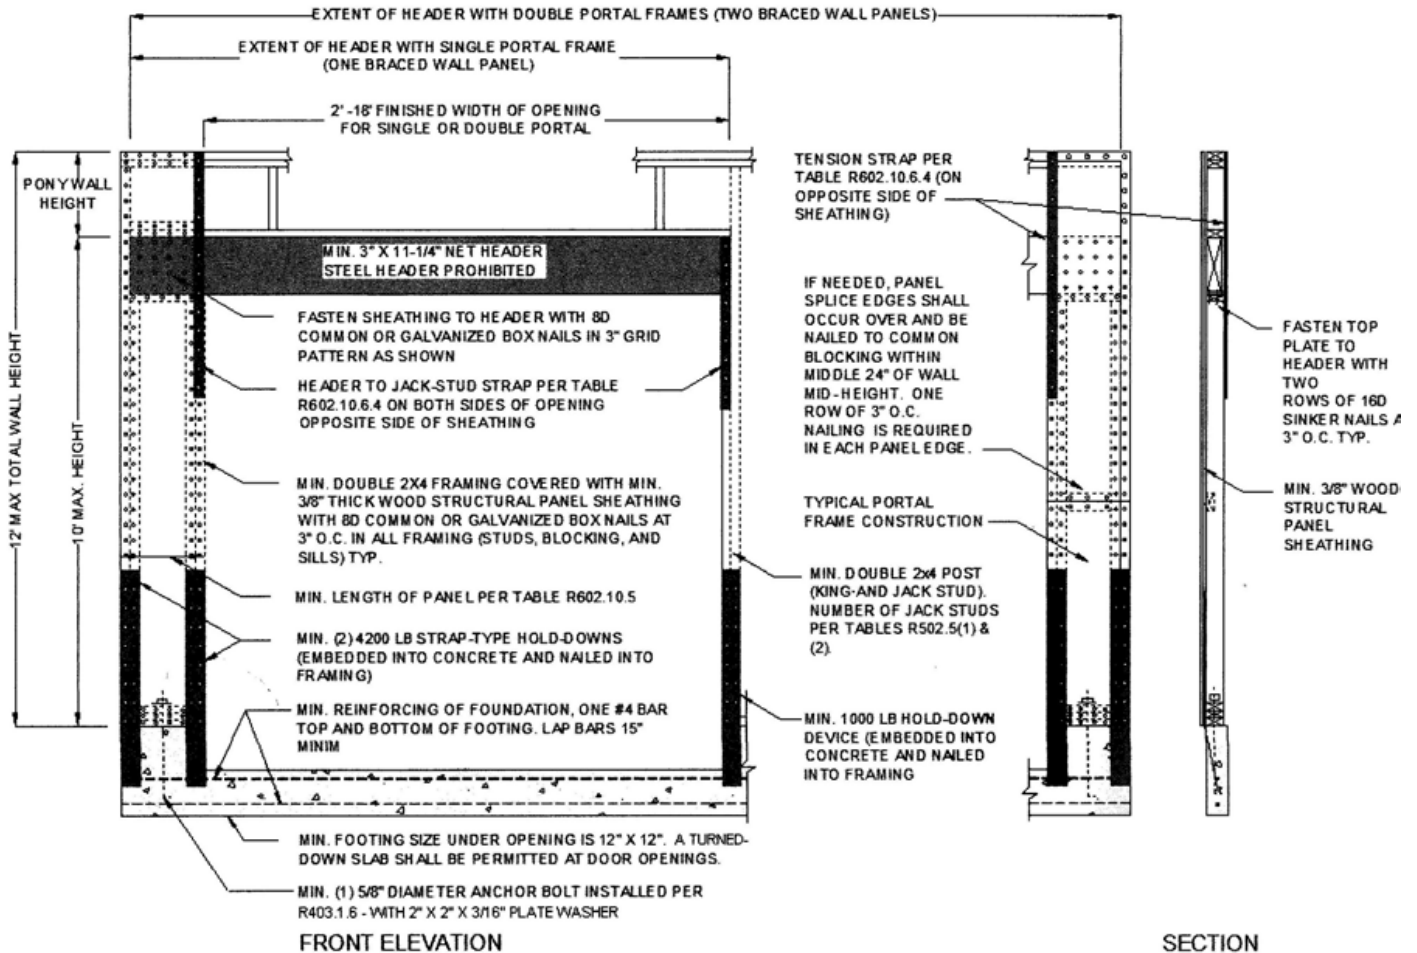 EXTENT OF HEADER WITH DOUBLE PORTAL FRAMES (TWO BRACED WALL PANELS)
EXTENT OF HEADER WITH SINGLE PORTAL FRAME
(ONE BRACED WALL PANEL)
2' -18' FINISHED WIDTH OF OPENING
FOR SINGLE OR DOUBLE PORTAL
PONY WALL
HEIGHT
12' MAX TOTAL WALL HEIGHT
10' MAX. HEIGHT
MIN. 3" X 11-1/4" NET HEADER
STEEL HEADER PROHIBITED
FASTEN SHEATHING TO HEADER WITH 8D
COMMON OR GALVANIZED BOX NAILS IN 3" GRID
PATTERN AS SHOWN
HEADER TO JACK-STUD STRAP PER TABLE
R602.10.6.4 ON BOTH SIDES OF OPENING
OPPOSITE SIDE OF SHEATHING
MIN. DOUBLE 2X4 FRAMING COVERED WITH MIN.
3/8" THICK WOOD STRUCTURAL PANEL SHEATHING
WITH 8D COMMON OR GALVANIZED BOX NAILS AT
3" O.C. IN ALL FRAMING (STUDS, BLOCKING, AND
SILLS) TYP.
MIN. LENGTH OF PANEL PER TABLE R602.10.5
MIN. (2) 4200 LB STRAP-TYPE HOLD-DOWNS
(EMBEDDED INTO CONCRETE AND NAILED INTO
FRAMING)
MIN. REINFORCING OF FOUNDATION, ONE #4 BAR
TOP AND BOTTOM OF FOOTING. LAP BARS 15"
MINIM
MIN. FOOTING SIZE UNDER OPENING IS 12" X 12". A TURNED-
DOWN SLAB SHALL BE PERMITTED AT DOOR OPENINGS.
MIN. (1) 5/8" DIAMETER ANCHOR BOLT INSTALLED PER
R403.1.6 - WITH 2" X 2" X 3/16" PLATE WASHER
FRONT ELEVATION
TENSION STRAP PER
TABLE R602.10.6.4 (ON
OPPOSITE SIDE OF
SHEATHING)
IF NEEDED, PANEL
SPLICE EDGES SHALL
OCCUR OVER AND BE
NAILED TO COMMON
BLOCKING WITHIN
MIDDLE 24" OF WALL
MID-HEIGHT. ONE
ROW OF 3" O.C.
NAILING IS REQUIRED
IN EACH PANEL EDGE.
TYPICAL PORTAL
FRAME CONSTRUCTION
MIN. DOUBLE 2x4 POST
(KING-AND JACK STUD).
NUMBER OF JACK STUDS
PER TABLES R502.5(1) &
(2).
MIN. 1000 LB HOLD-DOWN
DEVICE (EMBEDDED INTO
CONCRETE AND NAILED
INTO FRAMING
FASTEN TOP
PLATE TO
HEADER WITH
TWO
ROWS OF 16D
SINKER NAILS A
3" O.C. TYP.
MIN. 3/8" WOOD
STRUCTURAL
PANEL
SHEATHING
SECTION